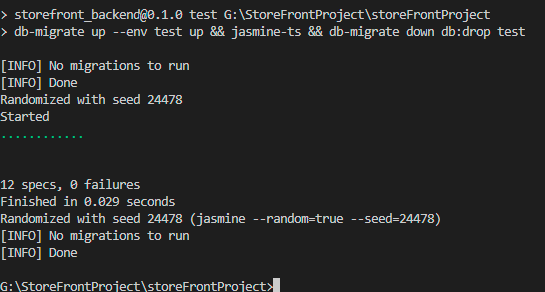 > storefront_backend@0.1.0 test G:\StoreFrontProject\storeFrontProject
> db-migrate up --env test up && jasmine-ts && db-migrate down db:drop test
[INFO] No migrations to run
[INFO] Done
Randomized with seed 24478
Started
............
12 specs, 0 failures
Finished in 0.029 seconds
Randomized with seed 24478 (jasmine --random=true --seed=24478)
[INFO] No migrations to run
[INFO] Done
G:\StoreFrontProject\storeFrontProject>